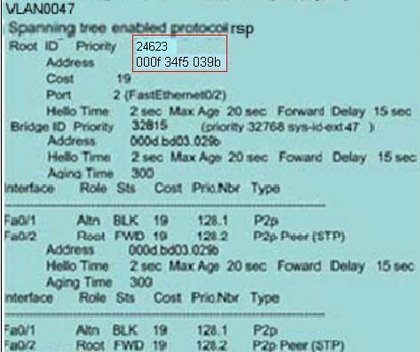 VLAN0047
Spanning tree enabled protocol rsp
Root ID Priority 24623
Address 000f 34f5 039b
Cost 19
Port 2 (FastEthernet0/2)
Hello Time 2 sec Max Age 20 sec Forward Delay 15 sec
Bridge ID Priority 32815 (priority 32768 sys-id-ext 47 )
Address 000d.bd03.029b
Hello Time 2 sec Max Age 20 sec Forward Delay 15 sec
Aging Time 300
Interface Role Sts Cost Prio.Nbr Type
Fa0/1 Altn BLK 19 128.1 P2p
Fa0/2 Root FWD 19 128.2 P2p Peer (STP)
Address 000d.bd03.029b
Hello Time 2 sec Max Age 20 sec Forward Delay 15 sec
Aging Time 300
Interface Role Sts Cost Prio.Nbr Type
Fa0/1 Altn BLK 19 128.1 P2p
Fa0/2 Root FWD 19 128.2 P2p Peer (STP)